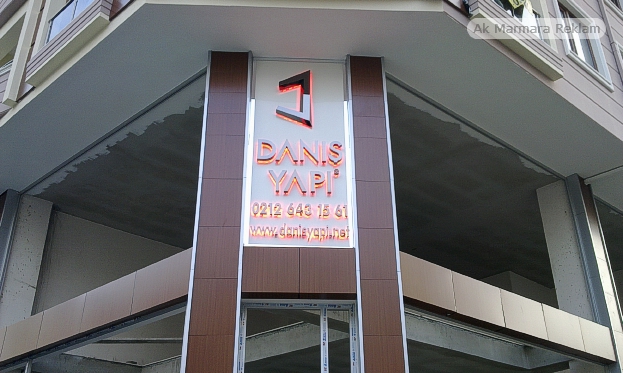 Ak Marmara Reklam
DANIŞ
YAPI
0212 643 15 61
www.danisyapi.net